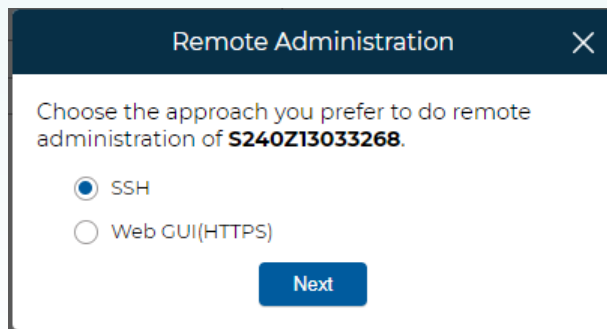 Remote Administration
Choose the approach you prefer to do remote
administration of S240Z13033268.
SSH
Web GUI(HTTPS)
Next